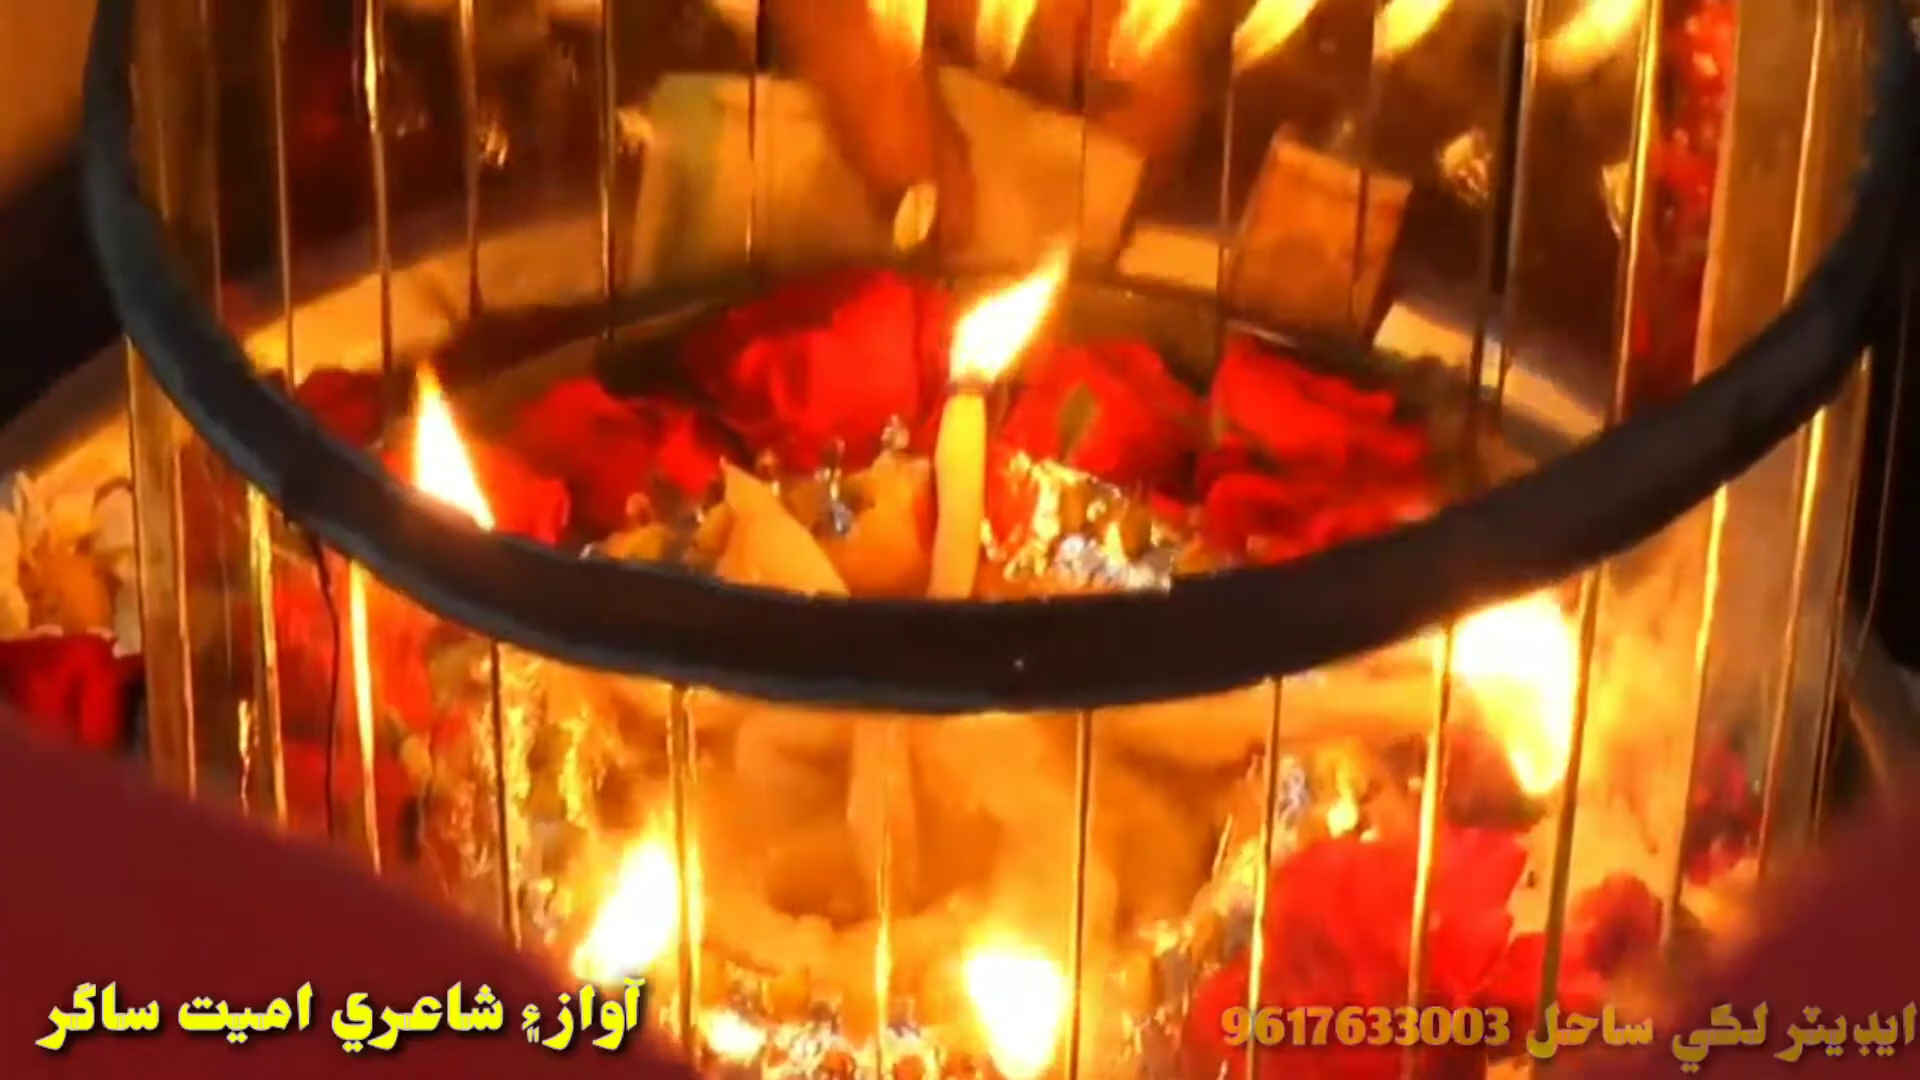 آواز ۽ شاعري اميت ساگر
ايڊيٽر لکي ساحل 9617633003